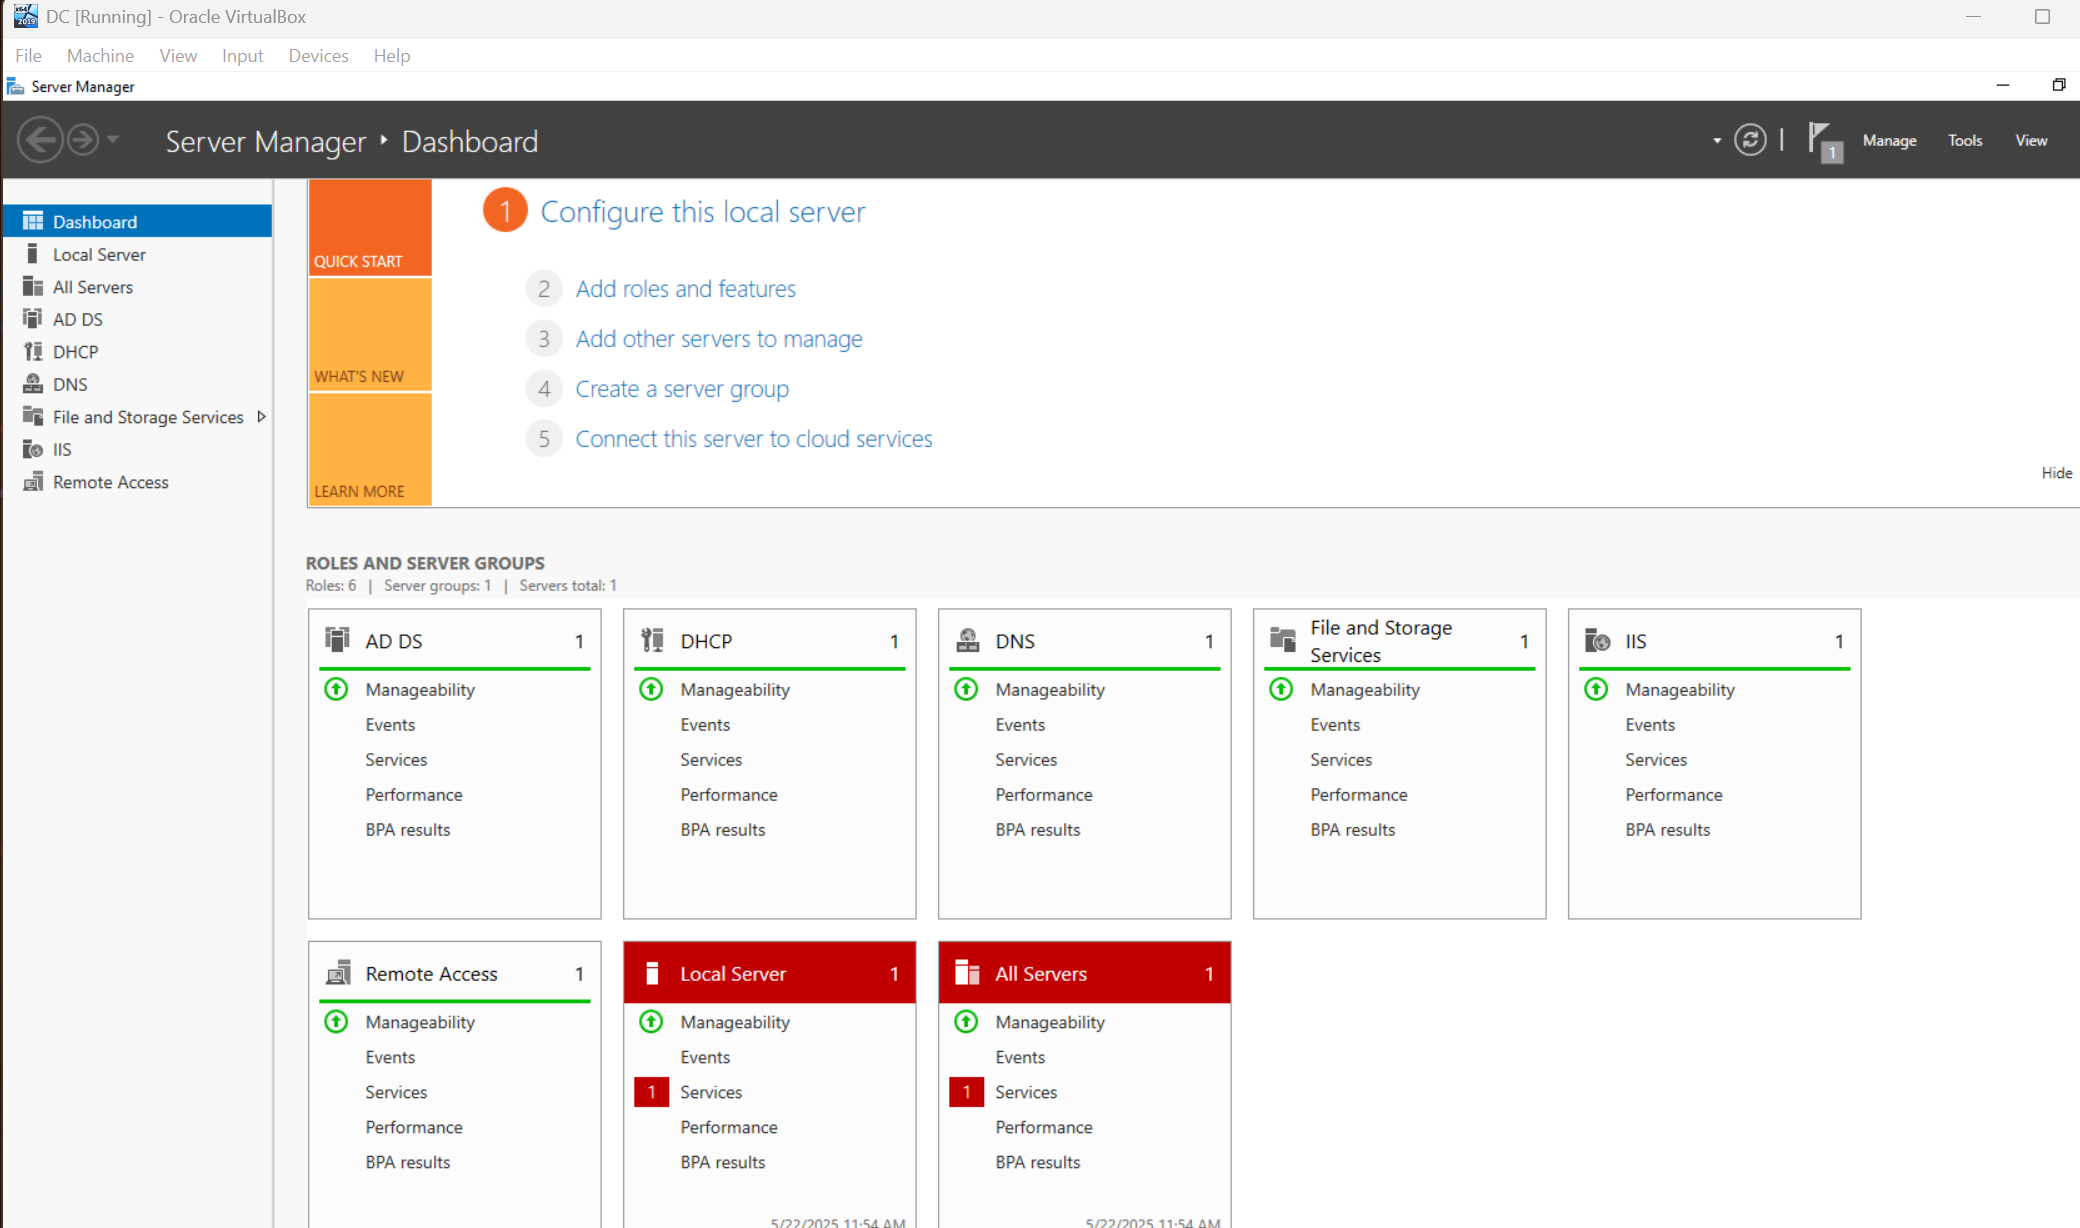 DC [Running] - Oracle VirtualBox
File Machine View Input Devices Help
Server Manager
Server Manager ‣ Dashboard
1 Manage Tools View
Dashboard
Local Server
All Servers
AD DS
DHCP
DNS
File and Storage Services
IIS
Remote Access
QUICK START
WHAT'S NEW
LEARN MORE
1 Configure this local server
2 Add roles and features
3 Add other servers to manage
4 Create a server group
5 Connect this server to cloud services
Hide
ROLES AND SERVER GROUPS
Roles: 6 | Server groups: 1 | Servers total: 1
AD DS 1
Manageability
Events
Services
Performance
BPA results
DHCP 1
Manageability
Events
Services
Performance
BPA results
DNS 1
Manageability
Events
Services
Performance
BPA results
File and Storage
Services 1
Manageability
Events
Services
Performance
BPA results
IIS 1
Manageability
Events
Services
Performance
BPA results
Remote Access 1
Manageability
Events
Services
Performance
BPA results
Local Server 1
Manageability
Events
1 Services
Performance
BPA results
5/22/2025 11:54 AM
All Servers 1
Manageability
Events
1 Services
Performance
BPA results
5/22/2025 11:54 AM